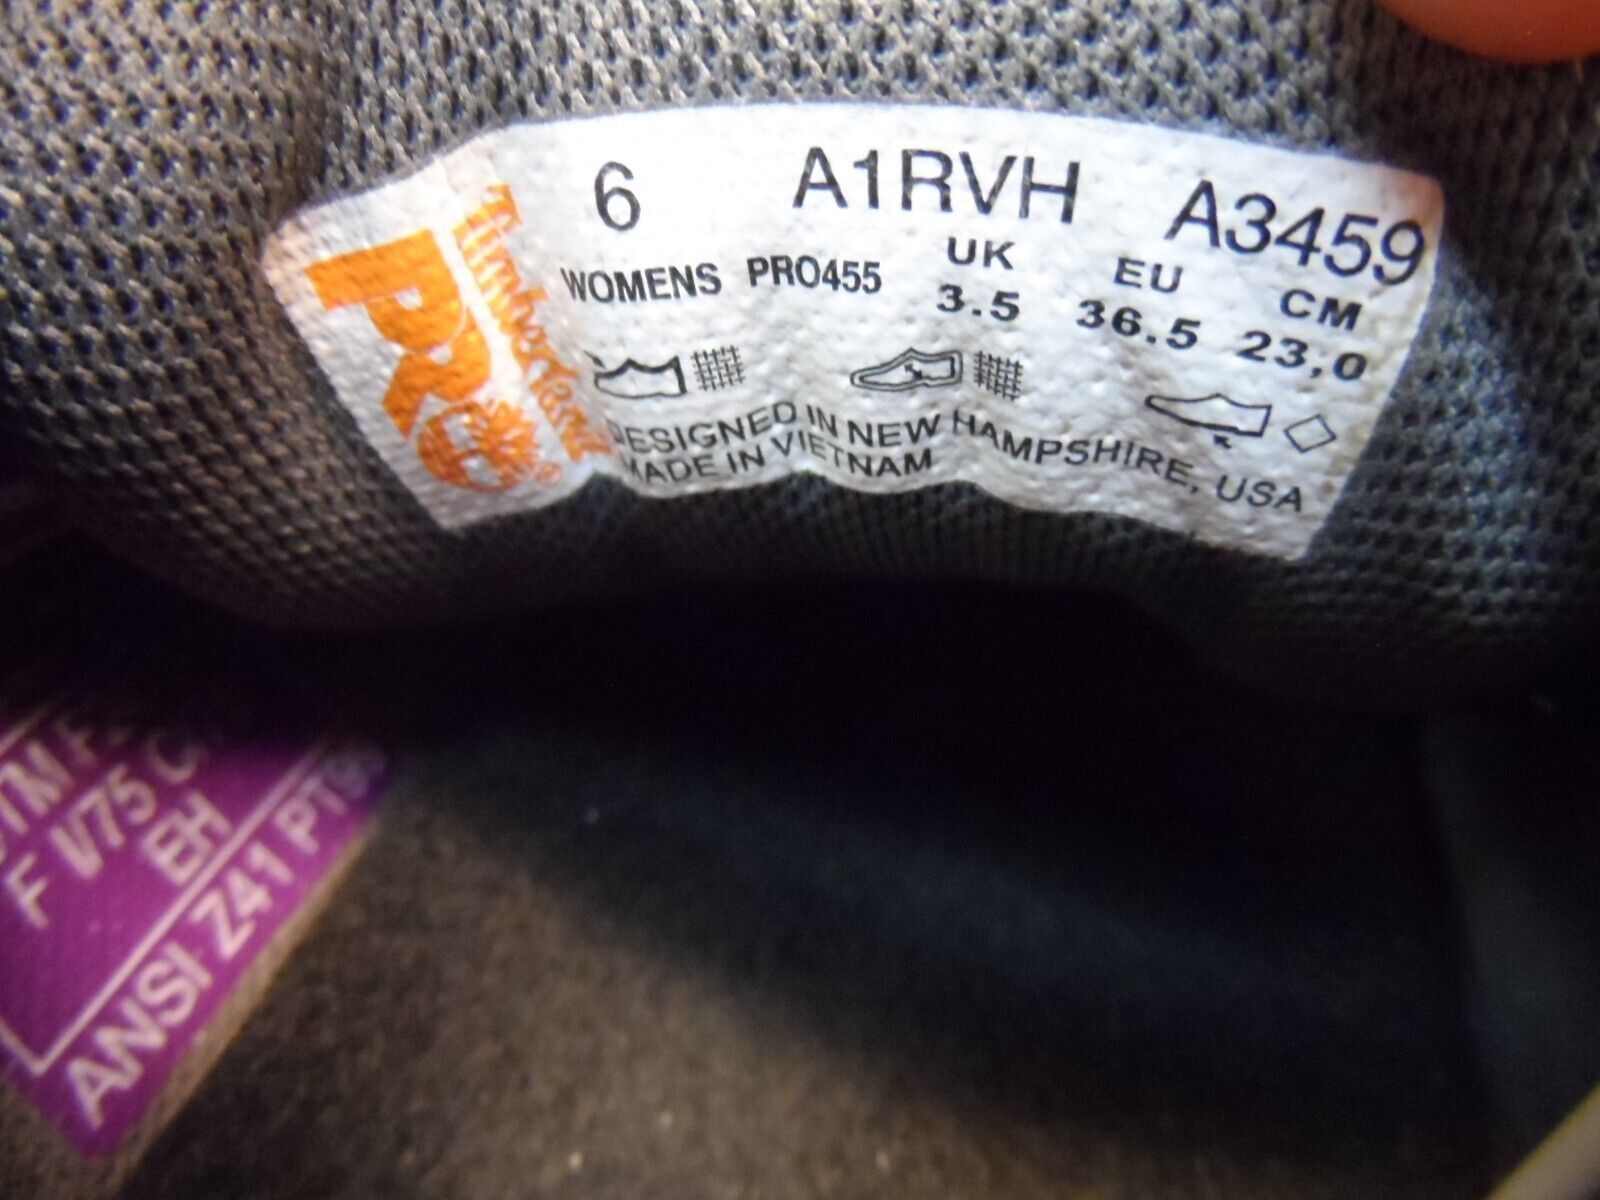 Timberland
PRO®
6 A1RVH A3459
WOMENS PRO455 UK 3.5 EU 36.5 CM 23,0
DESIGNED IN NEW HAMPSHIRE, USA
MADE IN VIETNAM
F I/75
EH
ANSI Z41